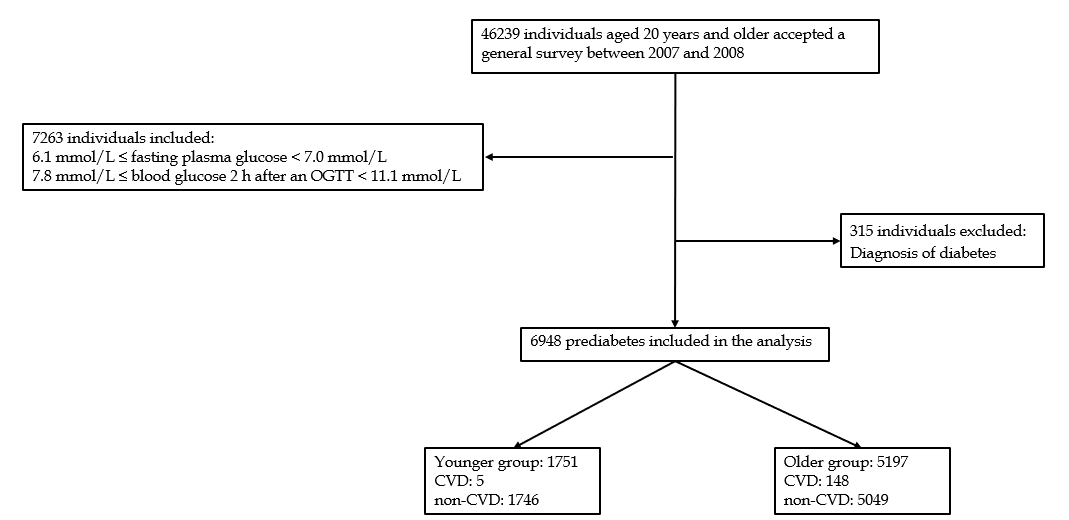 46239 individuals aged 20 years and older accepted a
general survey between 2007 and 2008
7263 individuals included:
6.1 mmol/L ≤ fasting plasma glucose < 7.0 mmol/L
7.8 mmol/L ≤ blood glucose 2 h after an OGTT < 11.1 mmol/L
315 individuals excluded:
Diagnosis of diabetes
6948 prediabetes included in the analysis
Younger group: 1751
CVD: 5
non-CVD: 1746
Older group: 5197
CVD: 148
non-CVD: 5049